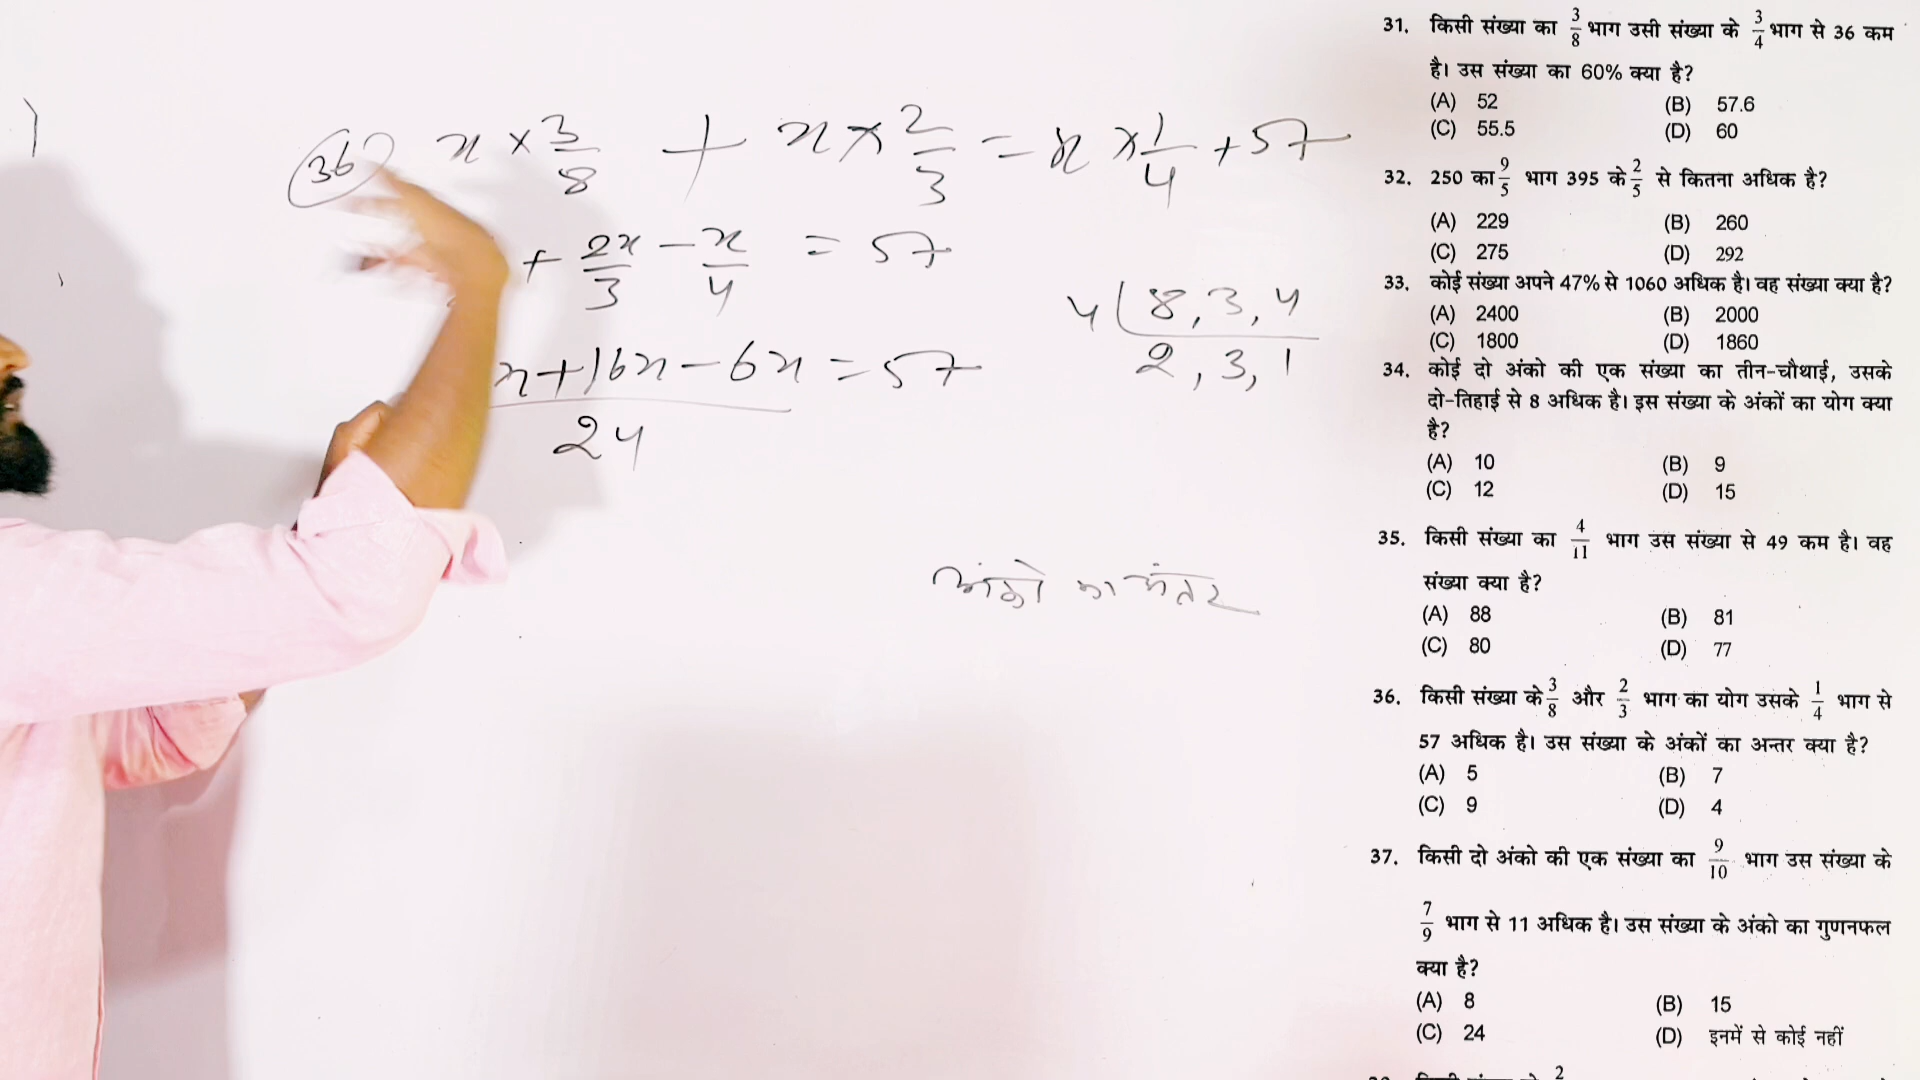 36 x × 3/8 + x × 2/3 = x × 1/4 + 57
+ 2x/3 - x/4 = 57
x + 16x - 6x / 24 = 57
4 | 8, 3, 4
2, 3, 1
अंको का अंतर
31. किसी संख्या का 3/8 भाग उसी संख्या के 3/4 भाग से 36 कम
है। उस संख्या का 60% क्या है?
(A) 52 (B) 57.6
(C) 55.5 (D) 60
32. 250 का 9/5 भाग 395 के 2/5 से कितना अधिक है?
(A) 229 (B) 260
(C) 275 (D) 292
33. कोई संख्या अपने 47% से 1060 अधिक है। वह संख्या क्या है?
(A) 2400 (B) 2000
(C) 1800 (D) 1860
34. कोई दो अंको की एक संख्या का तीन-चौथाई, उसके
दो-तिहाई से 8 अधिक है। इस संख्या के अंकों का योग क्या
है?
(A) 10 (B) 9
(C) 12 (D) 15
35. किसी संख्या का 4/11 भाग उस संख्या से 49 कम है। वह
संख्या क्या है?
(A) 88 (B) 81
(C) 80 (D) 77
36. किसी संख्या के 3/8 और 2/3 भाग का योग उसके 1/4 भाग से
57 अधिक है। उस संख्या के अंकों का अन्तर क्या है?
(A) 5 (B) 7
(C) 9 (D) 4
37. किसी दो अंको की एक संख्या का 9/10 भाग उस संख्या के
7/9 भाग से 11 अधिक है। उस संख्या के अंको का गुणनफल
क्या है?
(A) 8 (B) 15
(C) 24 (D) इनमें से कोई नहीं